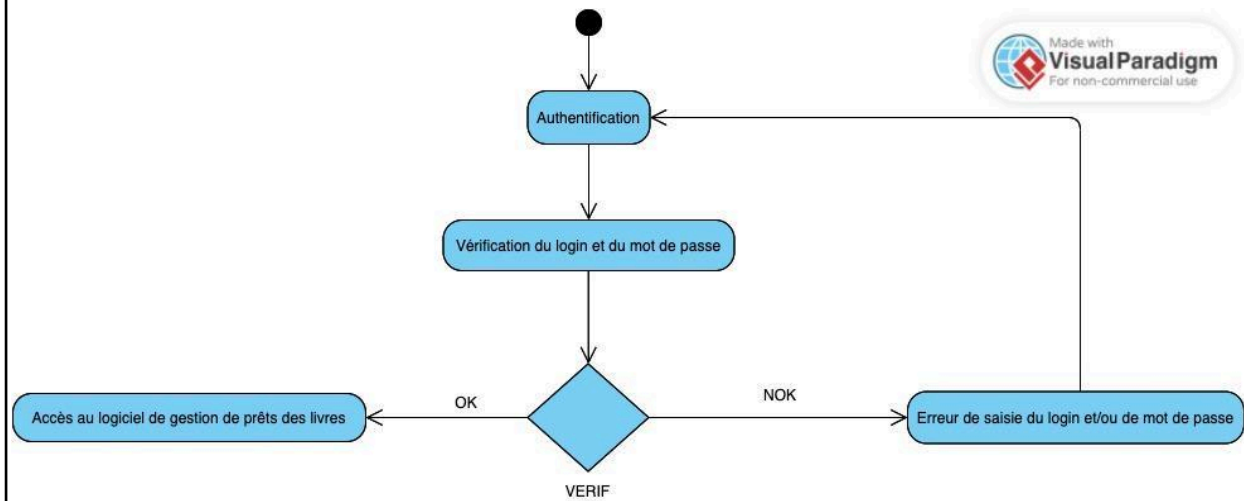 Made with
Visual Paradigm
For non-commercial use
Authentification
Vérification du login et du mot de passe
Accès au logiciel de gestion de prêts des livres
OK
NOK
Erreur de saisie du login et/ou de mot de passe
VERIF